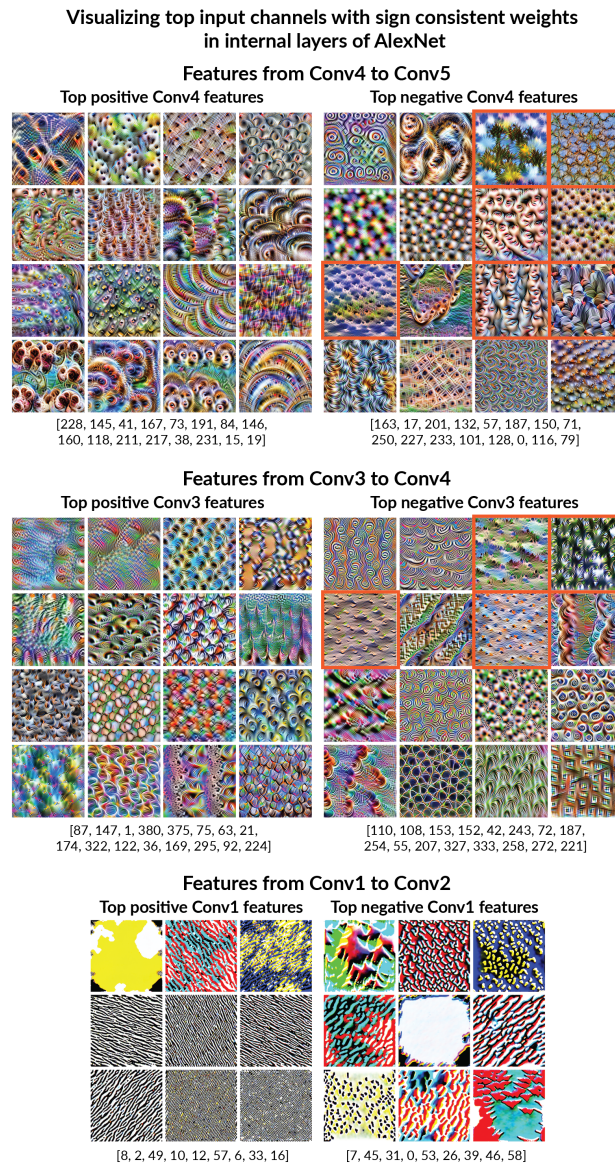 Visualizing top input channels with sign consistent weights
in internal layers of AlexNet
Features from Conv4 to Conv5
Top positive Conv4 features
Top negative Conv4 features
[228, 145, 41, 167, 73, 191, 84, 146,
160, 118, 211, 217, 38, 231, 15, 19]
[163, 17, 201, 132, 57, 187, 150, 71,
250, 227, 233, 101, 128, 0, 116, 79]
Features from Conv3 to Conv4
Top positive Conv3 features
Top negative Conv3 features
[87, 147, 1, 380, 375, 75, 63, 21,
174, 322, 122, 36, 169, 295, 92, 224]
[110, 108, 153, 152, 42, 243, 72, 187,
254, 55, 207, 327, 333, 258, 272, 221]
Features from Conv1 to Conv2
Top positive Conv1 features
Top negative Conv1 features
[8, 2, 49, 10, 12, 57, 6, 33, 16]
[7, 45, 31, 0, 53, 26, 39, 46, 58]